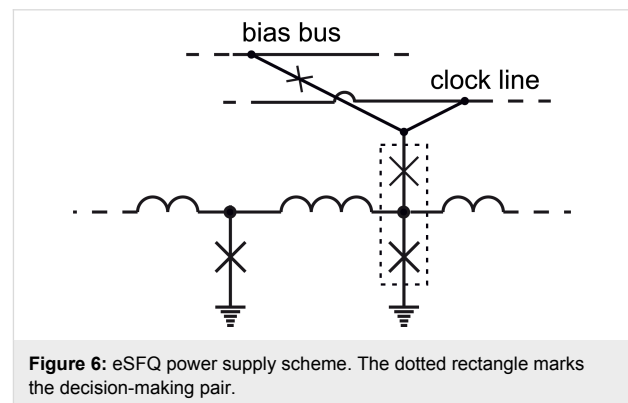 bias bus
clock line
Figure 6: eSFQ power supply scheme. The dotted rectangle marks
the decision-making pair.